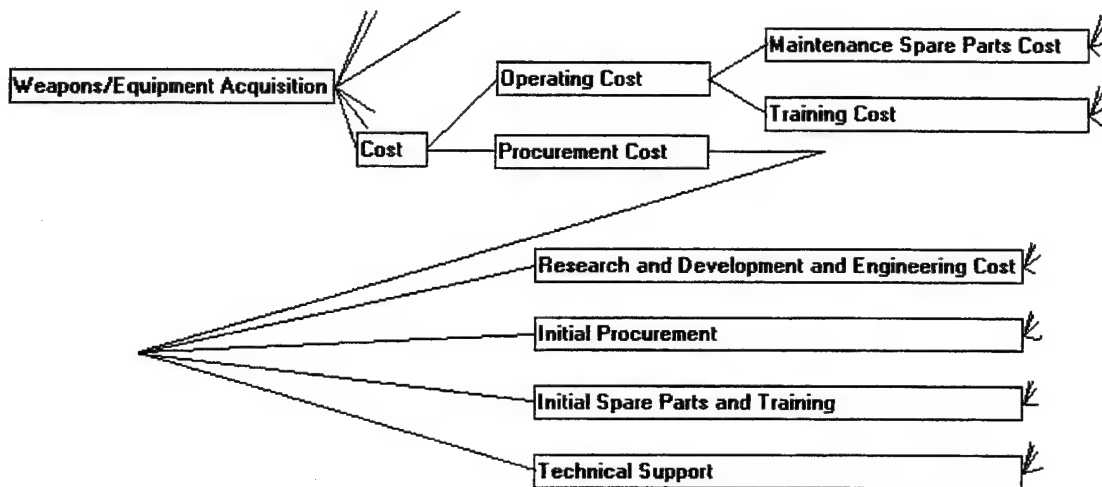 Maintenance Spare Parts Cost
Weapons/Equipment Acquisition
Operating Cost
Training Cost
Cost
Procurement Cost
Research and Development and Engineering Cost
Initial Procurement
Initial Spare Parts and Training
Technical Support